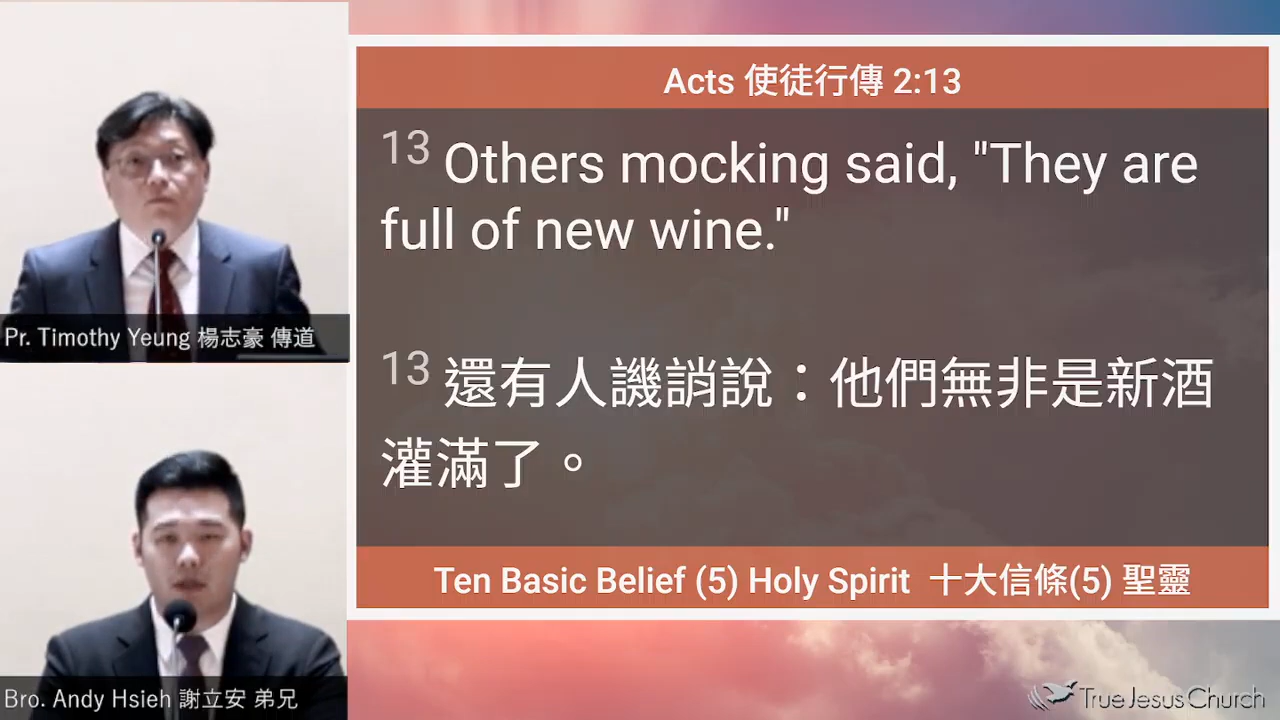 Acts 使徒行傳 2:13
13 Others mocking said, "They are
full of new wine."
13 還有人譏誚說：他們無非是新酒
灌滿了。
Ten Basic Belief (5) Holy Spirit 十大信條(5) 聖靈
Pr. Timothy Yeung 楊志豪 傳道
Bro. Andy Hsieh 謝立安 弟兄
True Jesus Church